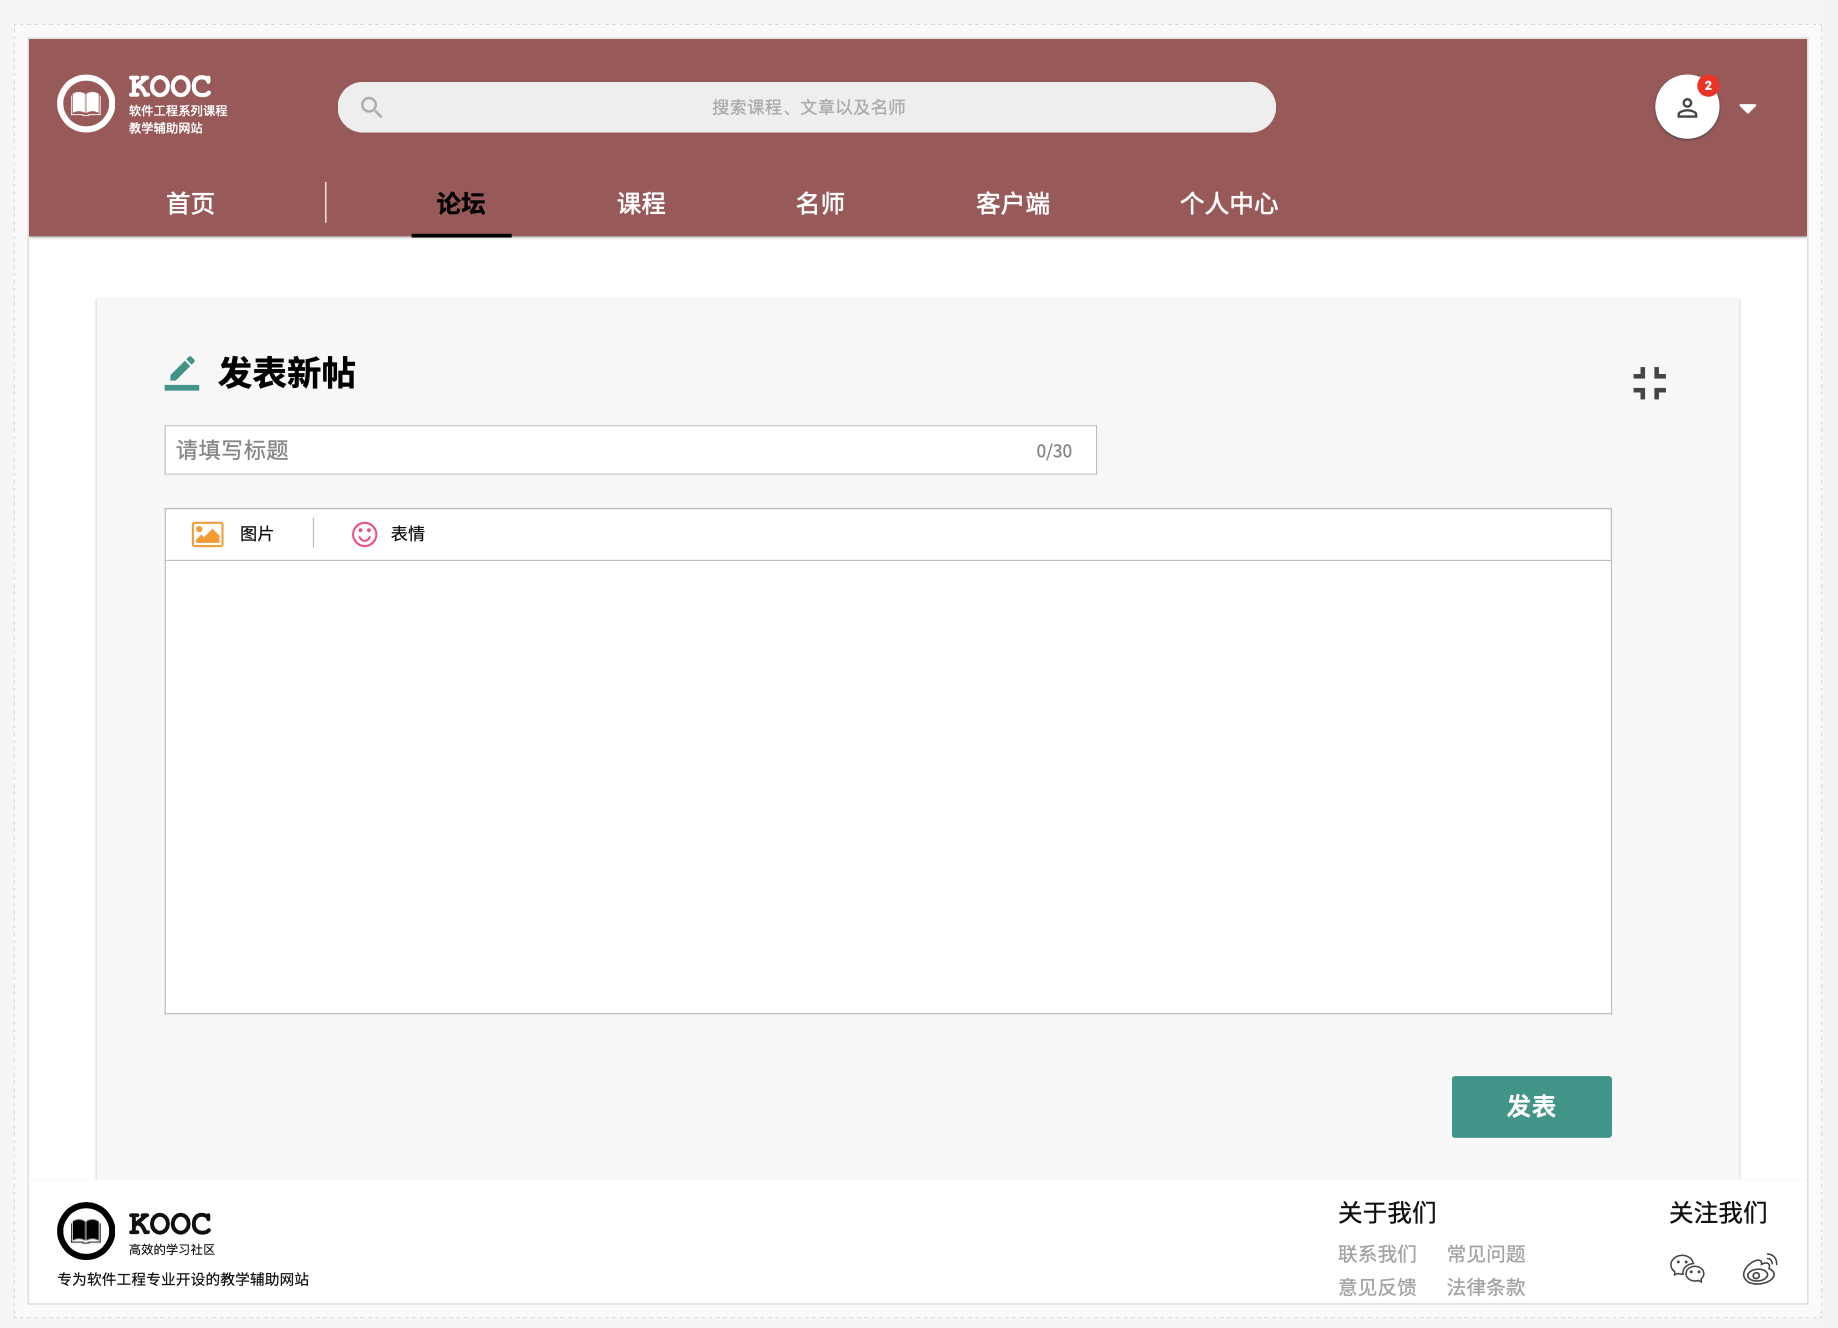 KOOC
软件工程系列课程
教学辅助网站
搜索课程、文章以及名师
2
首页 论坛 课程 名师 客户端 个人中心
发表新帖
请填写标题 0/30
图片 表情
发表
KOOC
高效的学习社区
专为软件工程专业开设的教学辅助网站
关于我们 关注我们
联系我们 常见问题
意见反馈 法律条款